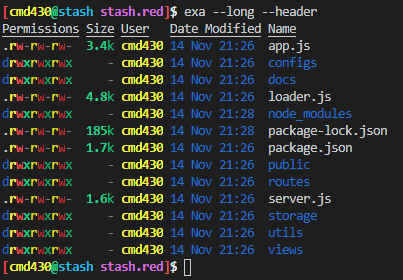 [cmd430@stash stash.red]$ exa --long --header
Permissions Size User   Date Modified Name
.rw-rw-rw-  3.4k cmd430 14 Nov 21:26  app.js
drwxrwxrwx     - cmd430 14 Nov 21:26  configs
drwxrwxrwx     - cmd430 14 Nov 21:26  docs
.rw-rw-rw-  4.8k cmd430 14 Nov 21:26  loader.js
drwxrwxrwx     - cmd430 14 Nov 21:28  node_modules
.rw-rw-rw-  185k cmd430 14 Nov 21:28  package-lock.json
.rw-rw-rw-  1.7k cmd430 14 Nov 21:26  package.json
drwxrwxrwx     - cmd430 14 Nov 21:26  public
drwxrwxrwx     - cmd430 14 Nov 21:26  routes
.rw-rw-rw-  1.6k cmd430 14 Nov 21:26  server.js
drwxrwxrwx     - cmd430 14 Nov 21:26  storage
drwxrwxrwx     - cmd430 14 Nov 21:26  utils
drwxrwxrwx     - cmd430 14 Nov 21:26  views
[cmd430@stash stash.red]$